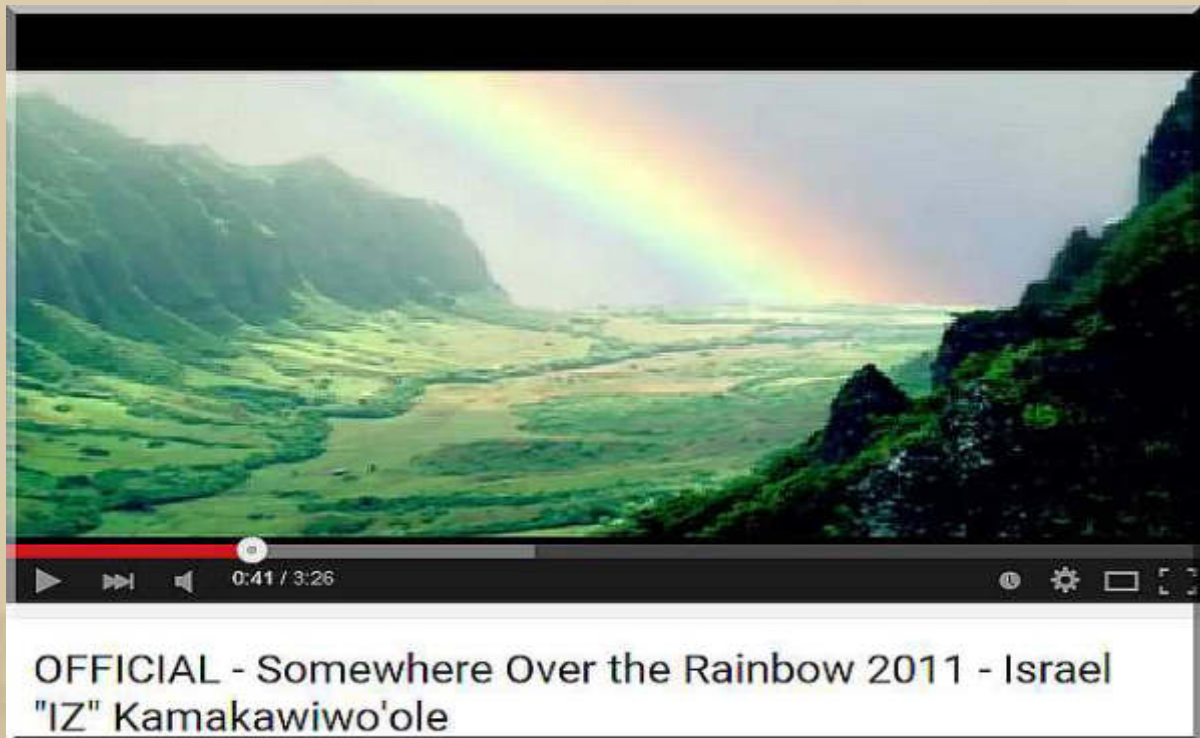 0:41 / 3:26
OFFICIAL - Somewhere Over the Rainbow 2011 - Israel
"IZ" Kamakawiwo'ole